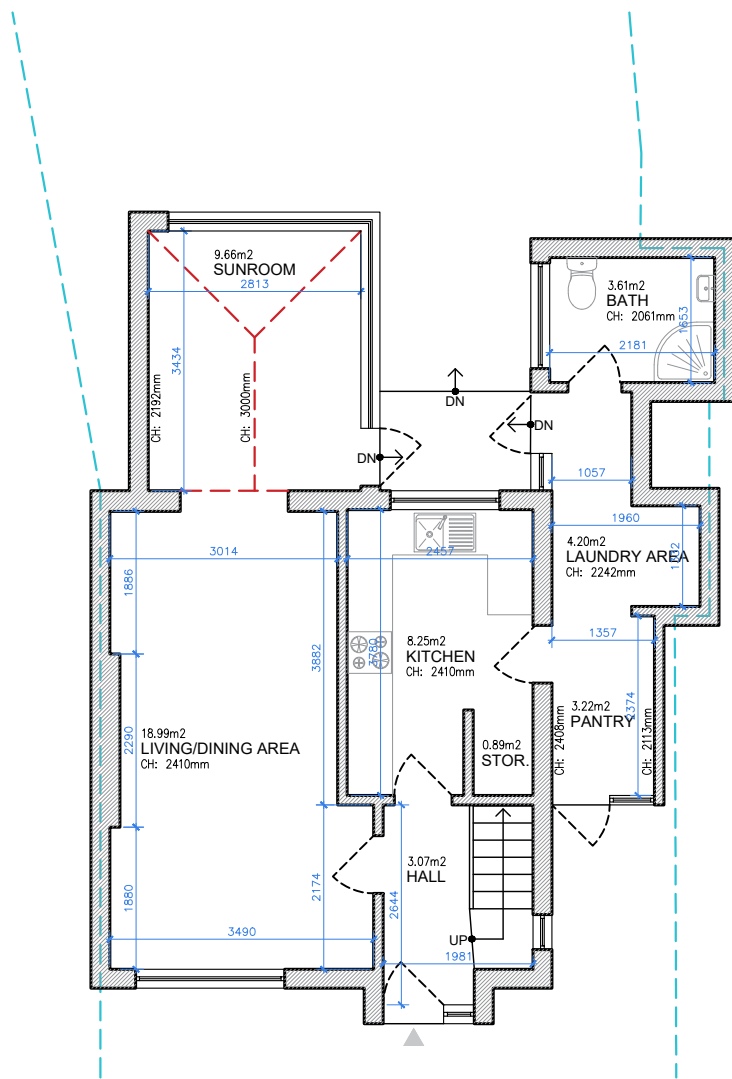 9.66m2
SUNROOM
2813
3434
CH: 2192mm
CH: 3000mm
3.61m2
BATH
CH: 2061mm
1653
2181
DN
DN
DN
1057
1960
4.20m2
LAUNDRY AREA
CH: 2242mm
3014
2457
1886
3882
3780
8.25m2
KITCHEN
CH: 2410mm
1357
2374
3.22m2
PANTRY
CH: 2408mm
CH: 2113mm
2290
18.99m2
LIVING/DINING AREA
CH: 2410mm
0.89m2
STOR.
3.07m2
HALL
1880
2174
2644
3490
UP
1981